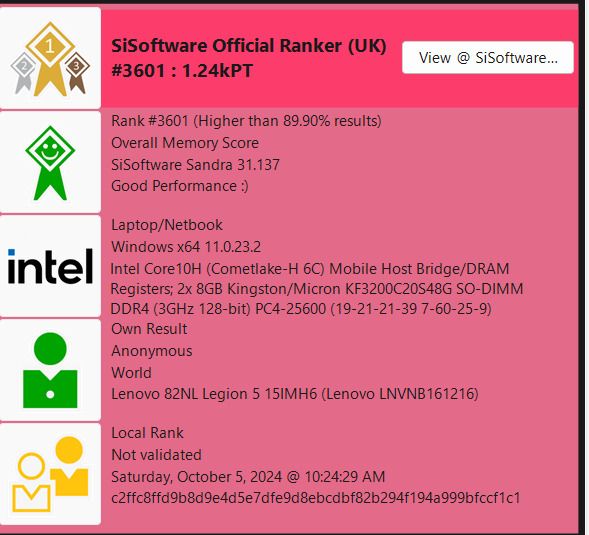 1
2
3
SiSoftware Official Ranker (UK)
#3601 : 1.24kPT
View @ SiSoftware...
Rank #3601 (Higher than 89.90% results)
Overall Memory Score
SiSoftware Sandra 31.137
Good Performance :)
intel
Laptop/Netbook
Windows x64 11.0.23.2
Intel Core10H (Cometlake-H 6C) Mobile Host Bridge/DRAM
Registers; 2x 8GB Kingston/Micron KF3200C20S48G SO-DIMM
DDR4 (3GHz 128-bit) PC4-25600 (19-21-21-39 7-60-25-9)
Own Result
Anonymous
World
Lenovo 82NL Legion 5 15IMH6 (Lenovo LNVNB161216)
Local Rank
Not validated
Saturday, October 5, 2024 @ 10:24:29 AM
c2ffc8ffd9b8d9e4d5e7dfe9d8ebcdbf82b294f194a999bfccf1c1